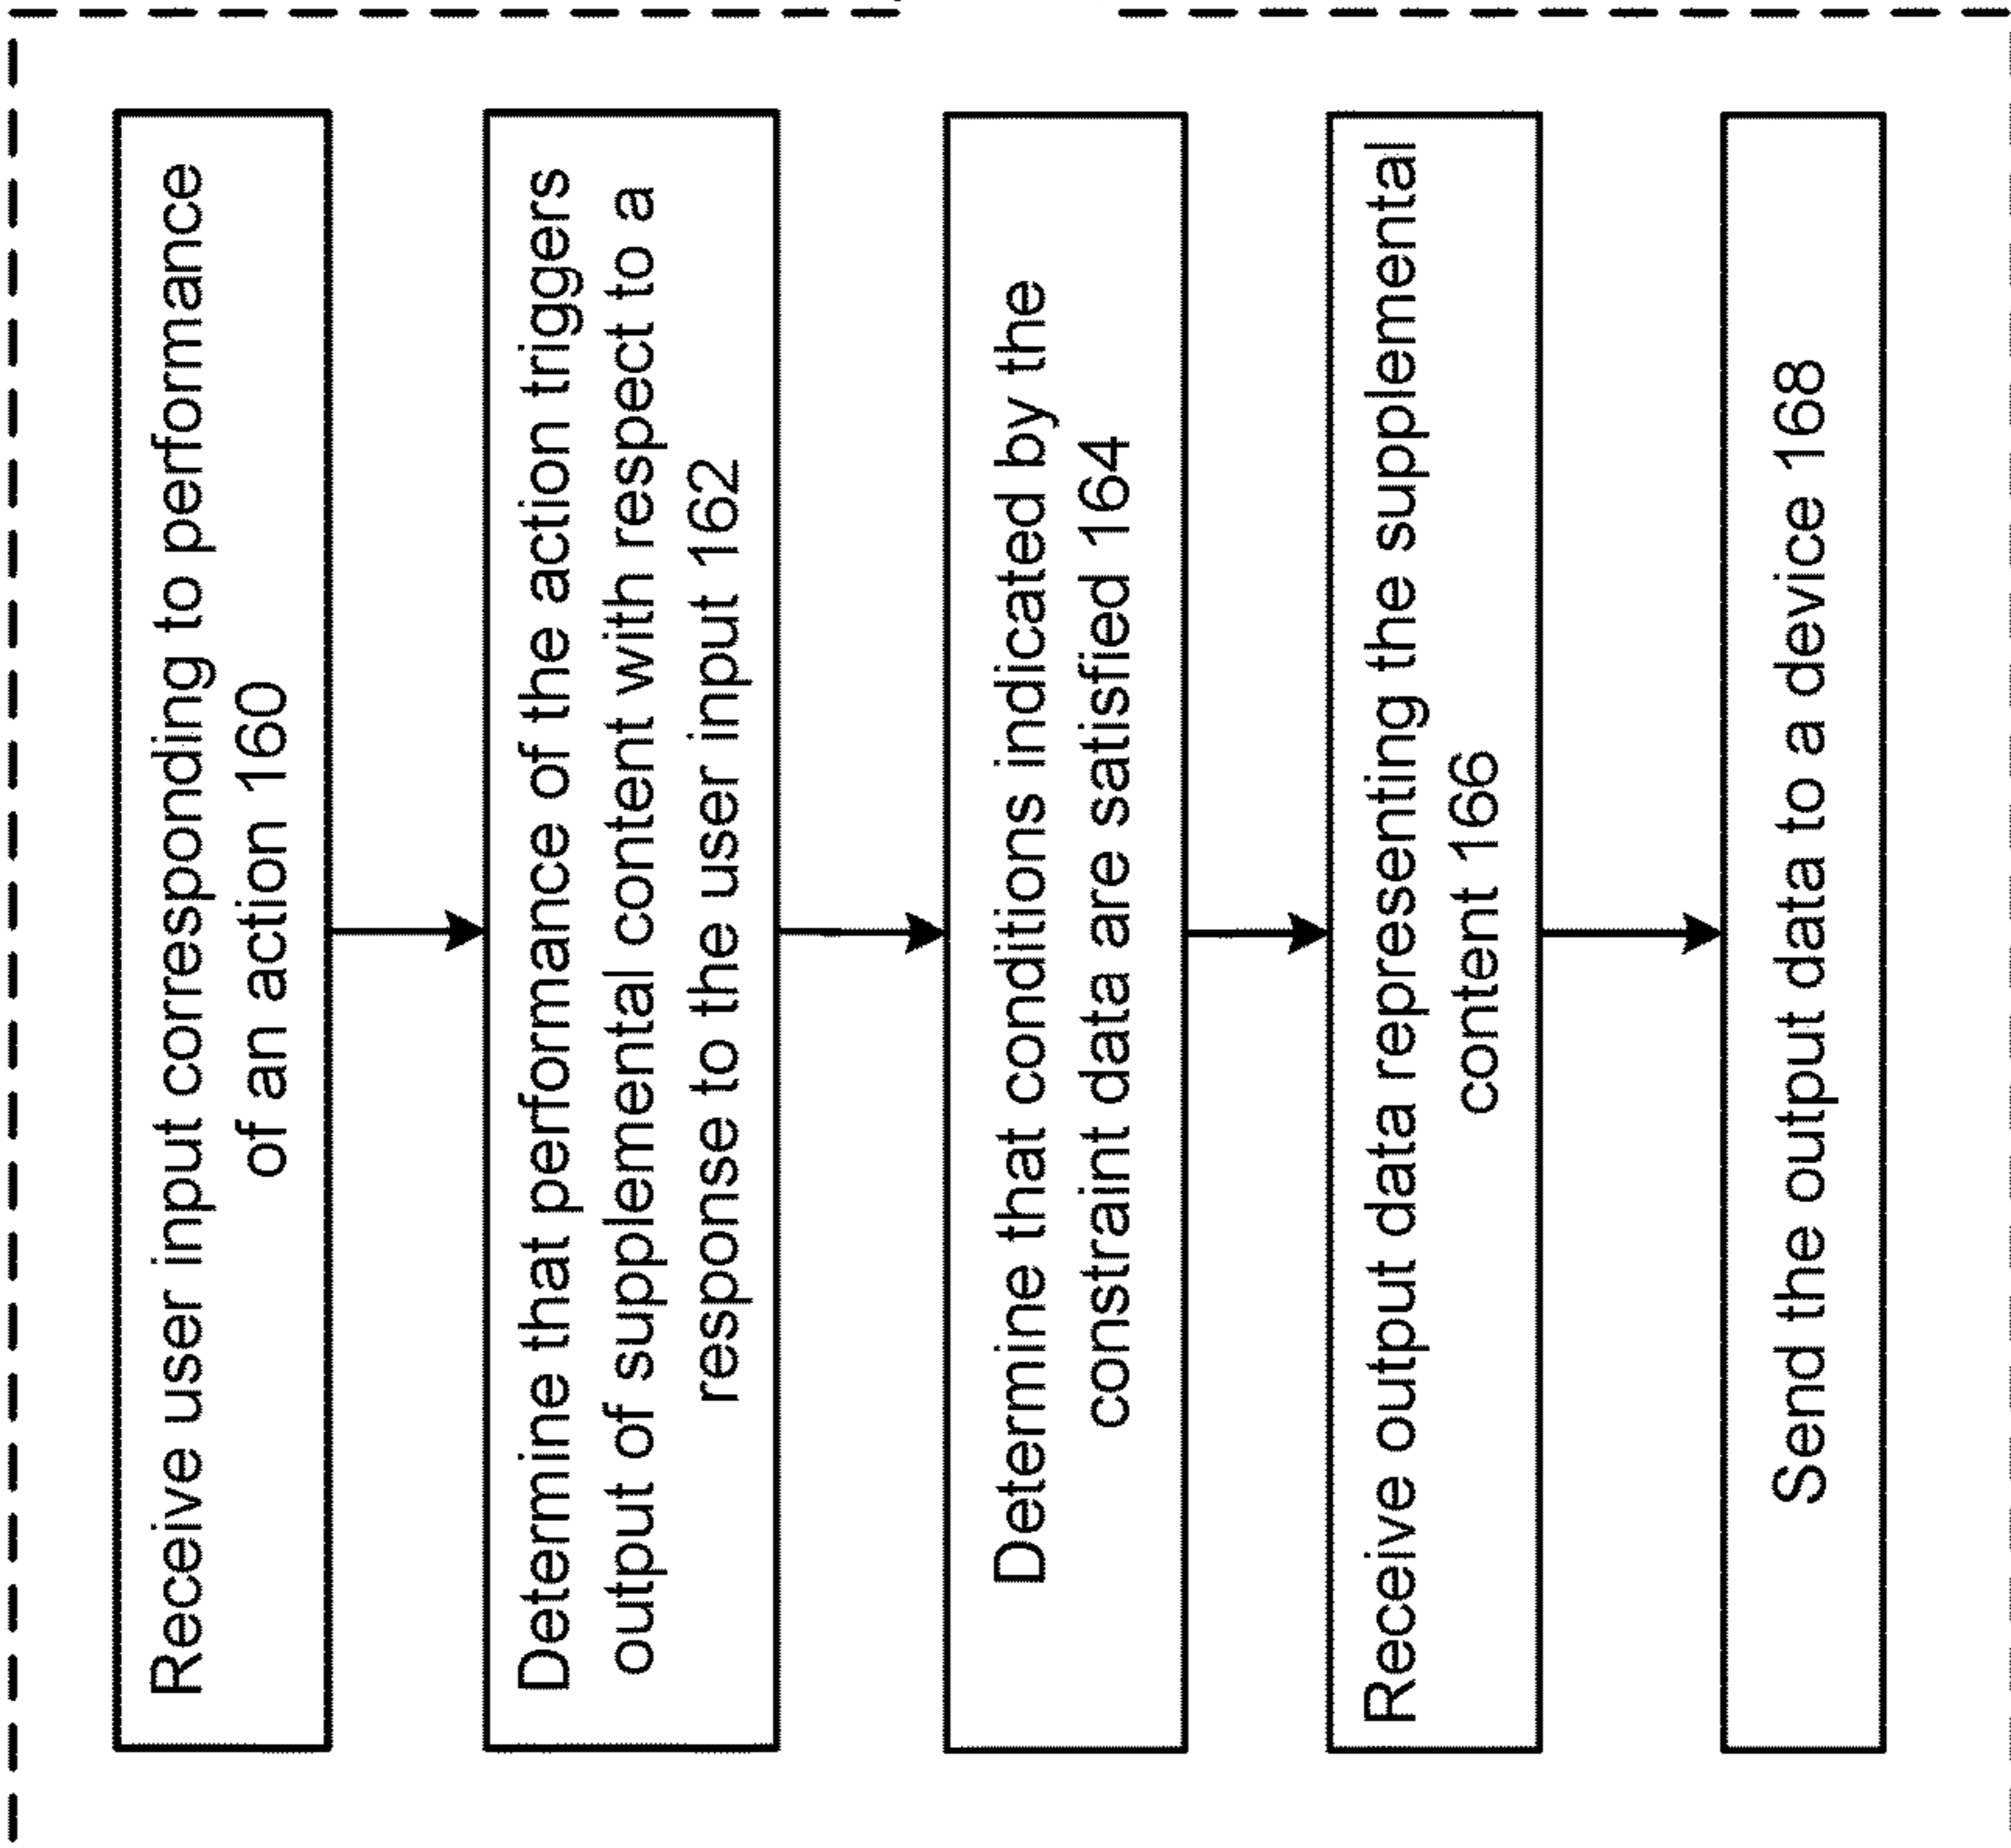 Receive user input corresponding to performance
of an action 160
Determine that performance of the action triggers
output of supplemental content with respect to a
response to the user input 162
Determine that conditions indicated by the
constraint data are satisfied 164
Receive output data representing the supplemental
content 166
Send the output data to a device 168